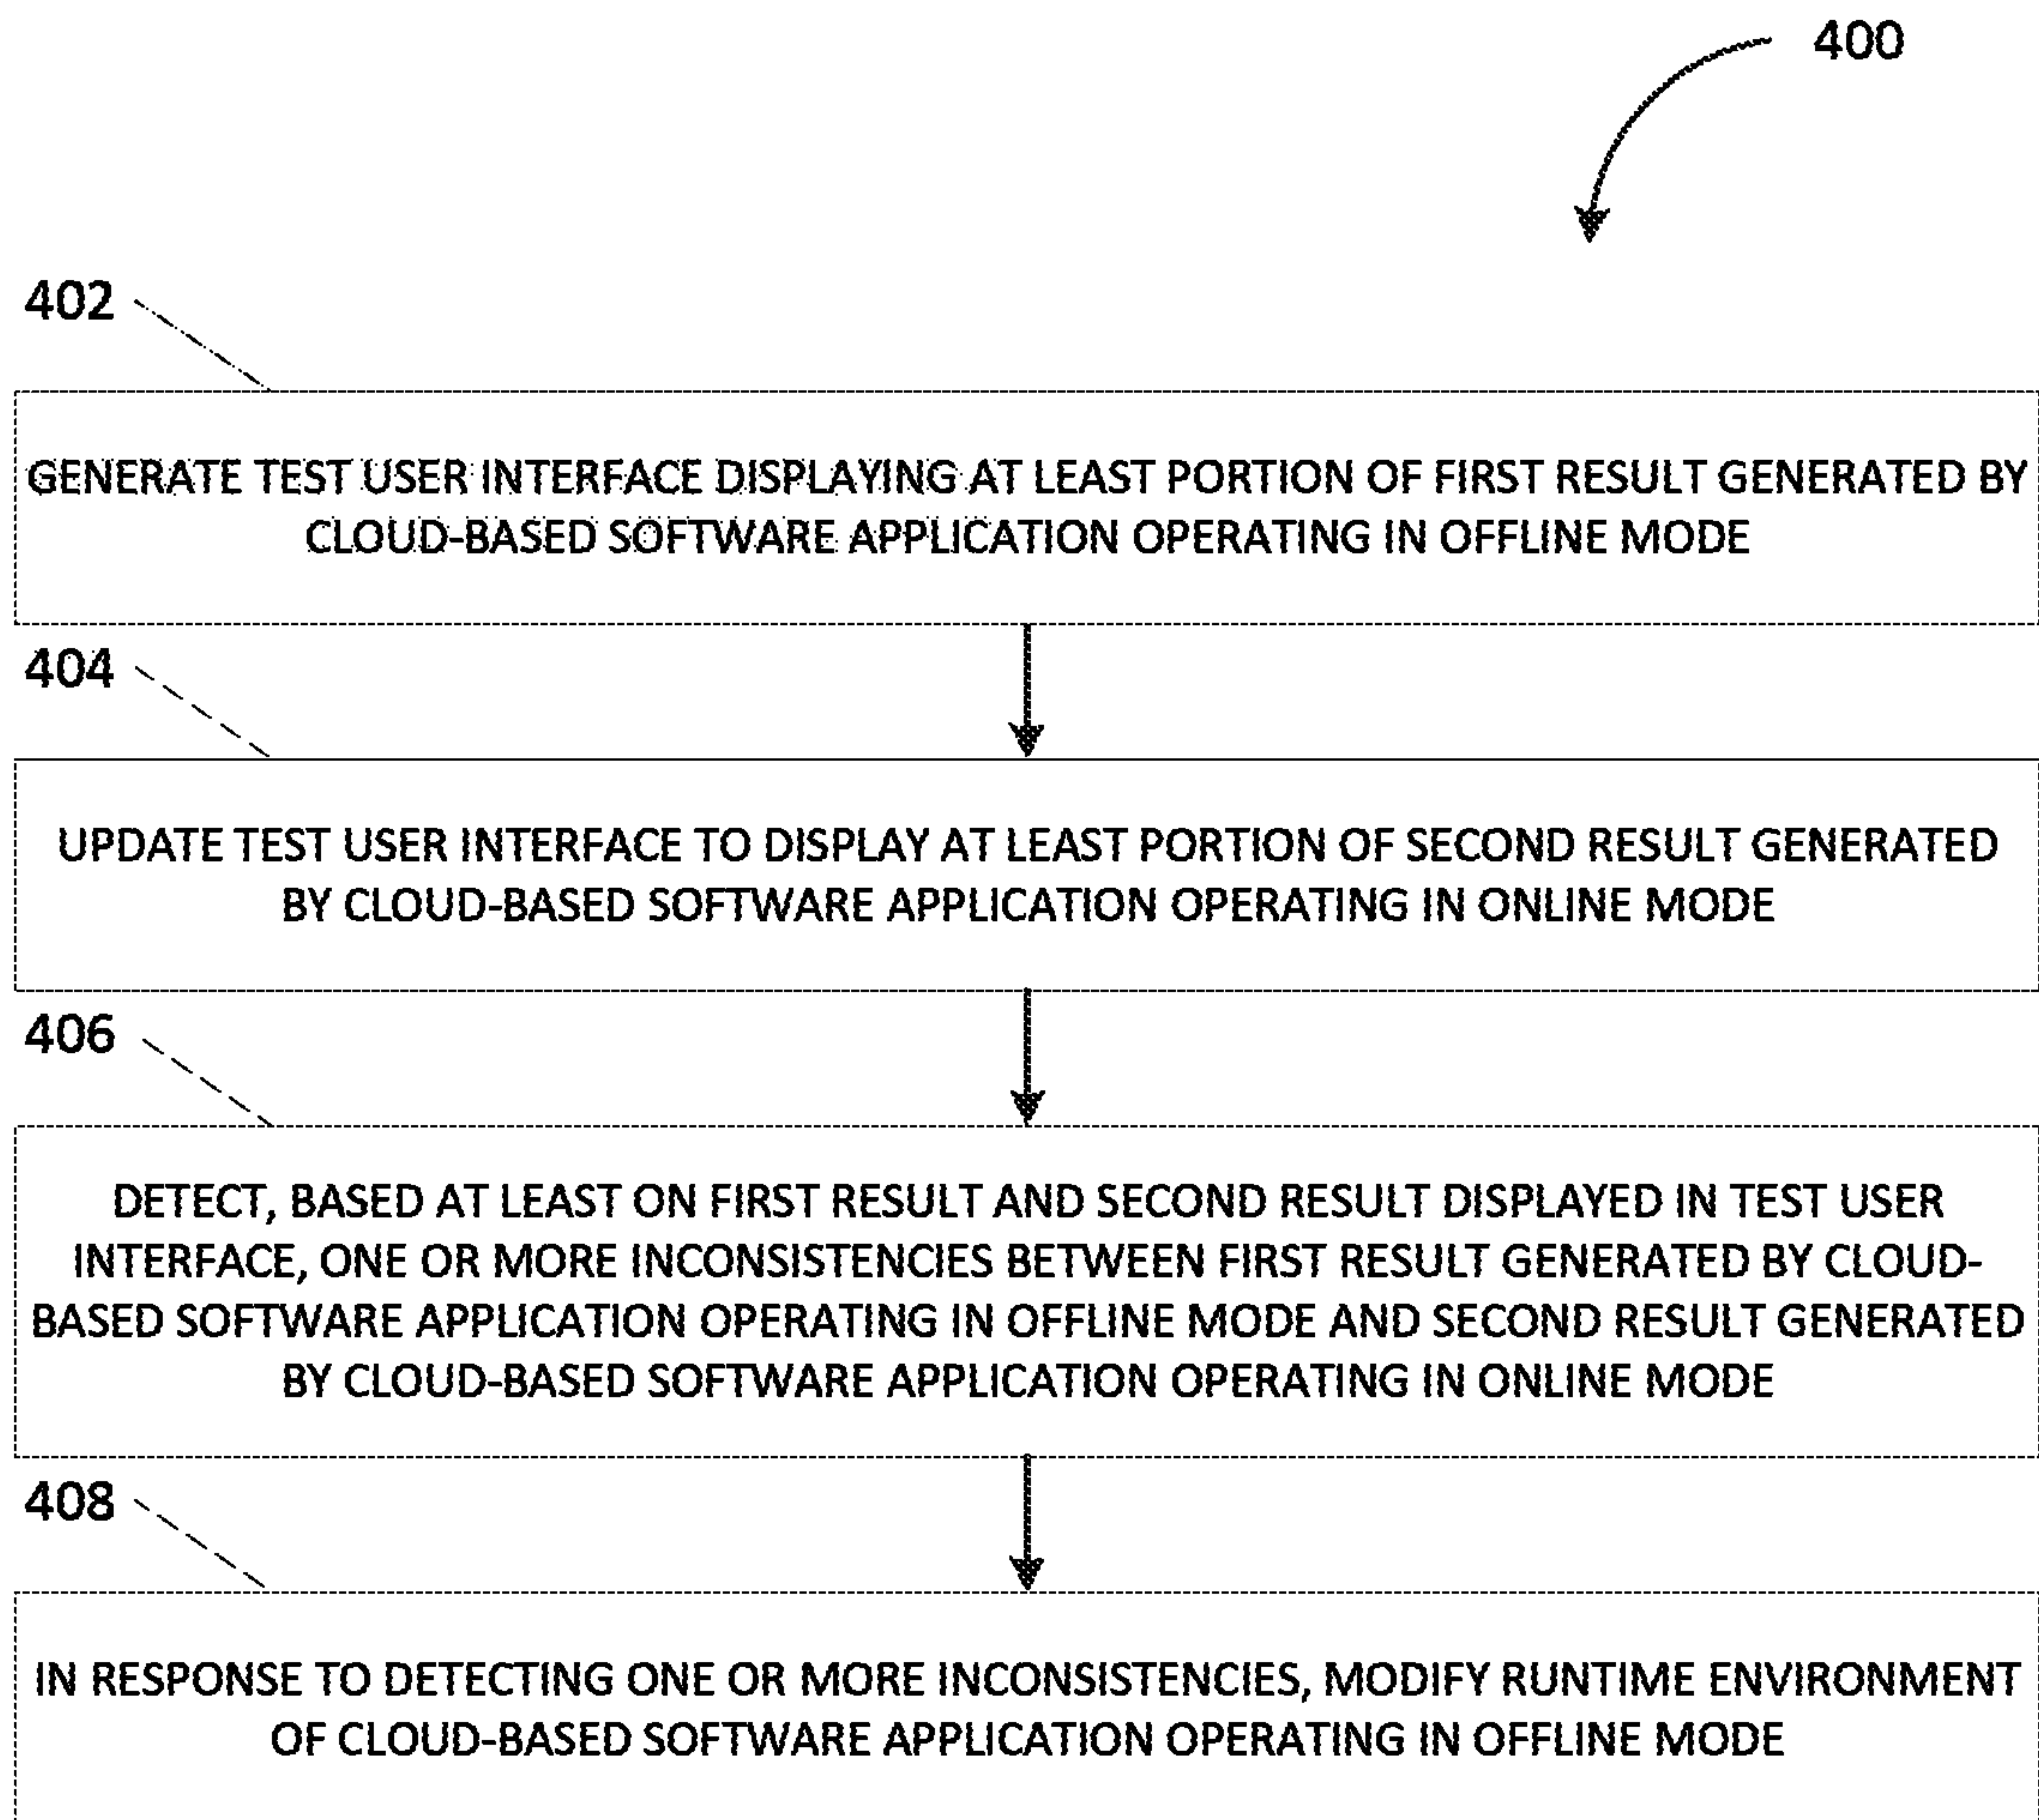 400
402
GENERATE TEST USER INTERFACE DISPLAYING AT LEAST PORTION OF FIRST RESULT GENERATED BY
CLOUD-BASED SOFTWARE APPLICATION OPERATING IN OFFLINE MODE
404
UPDATE TEST USER INTERFACE TO DISPLAY AT LEAST PORTION OF SECOND RESULT GENERATED
BY CLOUD-BASED SOFTWARE APPLICATION OPERATING IN ONLINE MODE
406
DETECT, BASED AT LEAST ON FIRST RESULT AND SECOND RESULT DISPLAYED IN TEST USER
INTERFACE, ONE OR MORE INCONSISTENCIES BETWEEN FIRST RESULT GENERATED BY CLOUD-
BASED SOFTWARE APPLICATION OPERATING IN OFFLINE MODE AND SECOND RESULT GENERATED
BY CLOUD-BASED SOFTWARE APPLICATION OPERATING IN ONLINE MODE
408
IN RESPONSE TO DETECTING ONE OR MORE INCONSISTENCIES, MODIFY RUNTIME ENVIRONMENT
OF CLOUD-BASED SOFTWARE APPLICATION OPERATING IN OFFLINE MODE